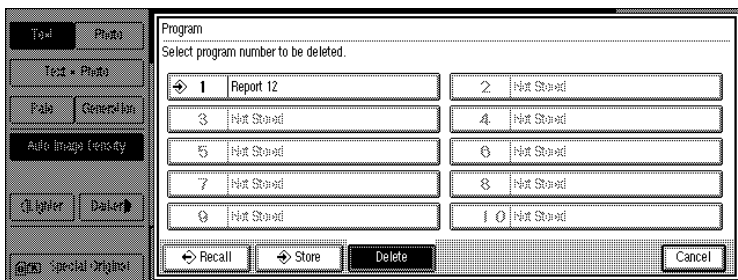 Text Photo
Program
Select program number to be deleted.
Text • Photo
1 Report 12
2 Not Stored
Pale Generation
3 Not Stored
4 Not Stored
Auto Image Density
5 Not Stored
6 Not Stored
7 Not Stored
8 Not Stored
Lighter Darker
9 Not Stored
10 Not Stored
Recall Store Delete Cancel
Special Original